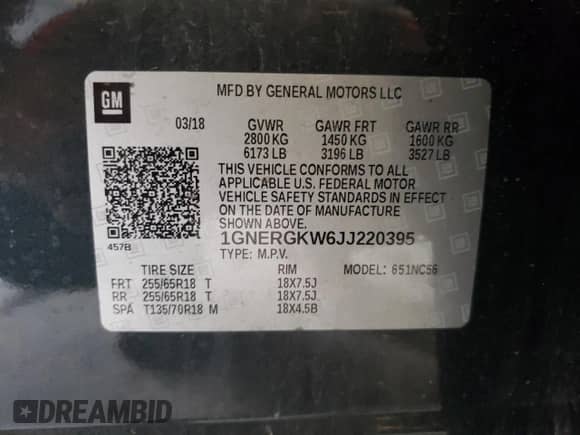 GM
MFD BY GENERAL MOTORS LLC
03/18 GVWR GAWR FRT GAWR RR
2800 KG 1450 KG 1600 KG
6173 LB 3196 LB 3527 LB
THIS VEHICLE CONFORMS TO ALL
APPLICABLE U.S. FEDERAL MOTOR
VEHICLE SAFETY STANDARDS IN EFFECT
ON THE DATE OF MANUFACTURE
SHOWN ABOVE.
457B
1GNERGKW6JJ220395
TYPE: M.P.V. MODEL: 651NC56
TIRE SIZE RIM
FRT 255/65R18 T 18X7.5J
RR 255/65R18 T 18X7.5J
SPA T135/70R18 M 18X4.5B
DREAMBID